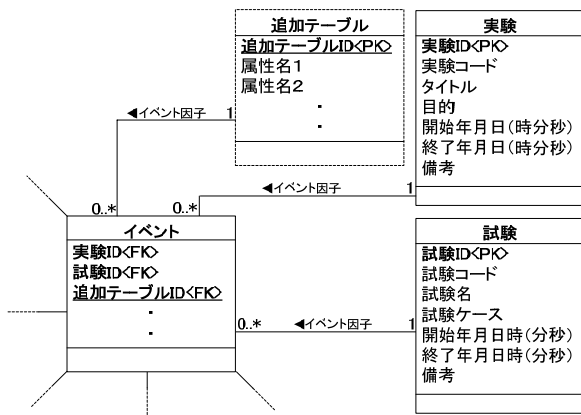 追加テーブル
追加テーブルID<PK>
属性名1
属性名2
・
・
実験
実験ID<PK>
実験コード
タイトル
目的
開始年月日(時分秒)
終了年月日(時分秒)
備考
◀イベント因子 1
0..*
◀イベント因子 1
0..*
イベント
実験ID<FK>
試験ID<FK>
追加テーブルID<FK>
・
・
0..* ◀イベント因子 1
試験
試験ID<PK>
試験コード
試験名
試験ケース
開始年月日時(分秒)
終了年月日時(分秒)
備考